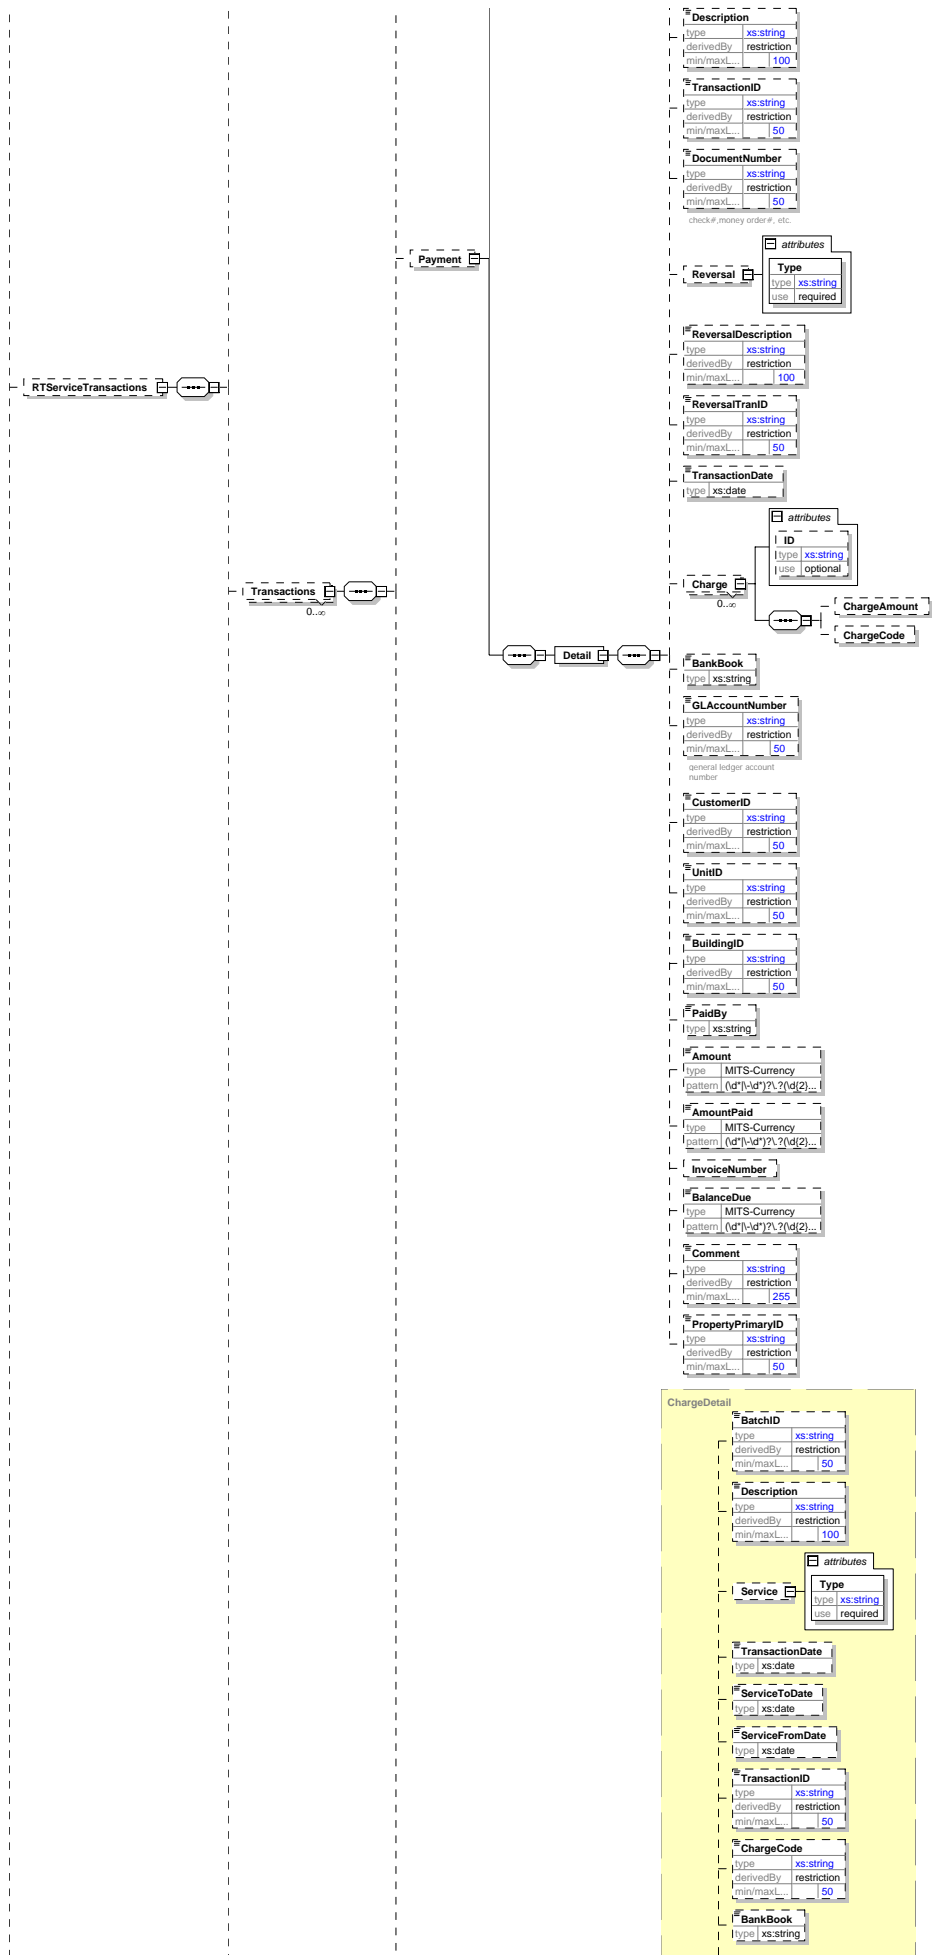 Description
type xs:string
derivedBy restriction
min/maxL... 100
TransactionID
type xs:string
derivedBy restriction
min/maxL... 50
DocumentNumber
type xs:string
derivedBy restriction
min/maxL... 50
check#,money order#, etc.
Payment
attributes
Reversal
Type
type xs:string
use required
ReversalDescription
type xs:string
derivedBy restriction
min/maxL... 100
RTServiceTransactions
ReversalTranID
type xs:string
derivedBy restriction
min/maxL... 50
TransactionDate
type xs:date
attributes
ID
type xs:string
use optional
Transactions
0..∞
Charge
0..∞
ChargeAmount
ChargeCode
Detail
BankBook
type xs:string
GLAccountNumber
type xs:string
derivedBy restriction
min/maxL... 50
general ledger account
number
CustomerID
type xs:string
derivedBy restriction
min/maxL... 50
UnitID
type xs:string
derivedBy restriction
min/maxL... 50
BuildingID
type xs:string
derivedBy restriction
min/maxL... 50
PaidBy
type xs:string
Amount
type MITS-Currency
pattern (\d*|\-\d*)?\.?(\d{2}...
AmountPaid
type MITS-Currency
pattern (\d*|\-\d*)?\.?(\d{2}...
InvoiceNumber
BalanceDue
type MITS-Currency
pattern (\d*|\-\d*)?\.?(\d{2}...
Comment
type xs:string
derivedBy restriction
min/maxL... 255
PropertyPrimaryID
type xs:string
derivedBy restriction
min/maxL... 50
ChargeDetail
BatchID
type xs:string
derivedBy restriction
min/maxL... 50
Description
type xs:string
derivedBy restriction
min/maxL... 100
attributes
Service
Type
type xs:string
use required
TransactionDate
type xs:date
ServiceToDate
type xs:date
ServiceFromDate
type xs:date
TransactionID
type xs:string
derivedBy restriction
min/maxL... 50
ChargeCode
type xs:string
derivedBy restriction
min/maxL... 50
BankBook
type xs:string